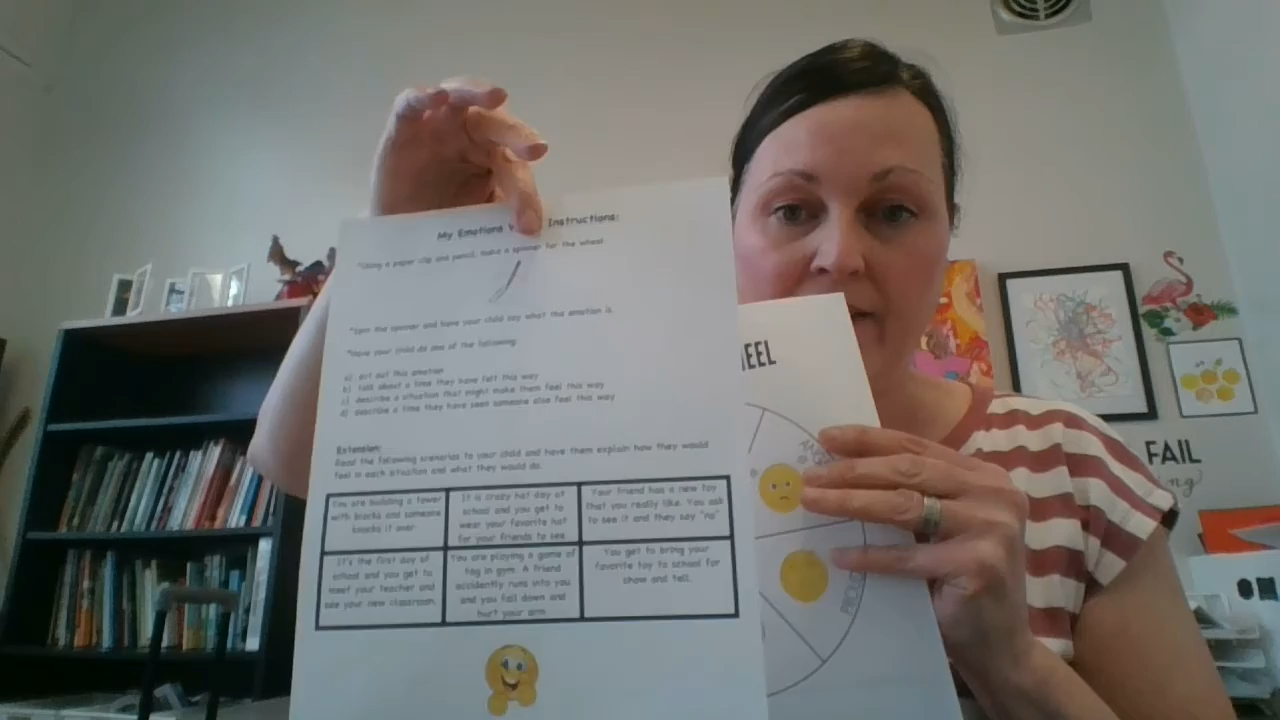 My Emotions Instructions:
*Using a paper clip and pencil, make a spinner for the wheel.
*Spin the spinner and have your child say what the emotion is.
*Have your child do one of the following:
a) act out this emotion
b) talk about a time they have felt this way
c) describe a situation that might make them feel this way
d) describe a time they have seen someone else feel this way
Extension:
Read the following scenarios to your child and have them explain how they would
feel in each situation and what they would do.
You are building a tower
with blocks and someone
knocks it over.
It is crazy hat day at
school and you get to
wear your favorite hat
for your friends to see.
Your friend has a new toy
that you really like. You ask
to see it and they say "no"
It's the first day of
school and you get to
meet your teacher and
see your new classroom.
You are playing a game of
tag in gym. A friend
accidently runs into you
and you fall down and
hurt your arm.
You get to bring your
favorite toy to school for
show and tell.
EEL
FAIL